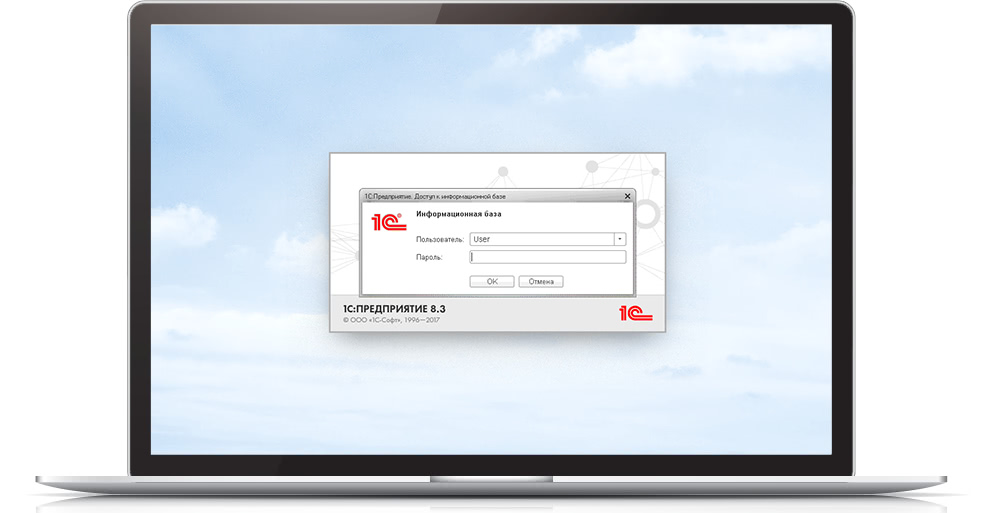 1С:Предприятие. Доступ к информационной базе
1С®
Информационная база
Пользователь: User
Пароль:
OK Отмена
1С:ПРЕДПРИЯТИЕ 8.3
© ООО «1С-Софт», 1996—2017
1С